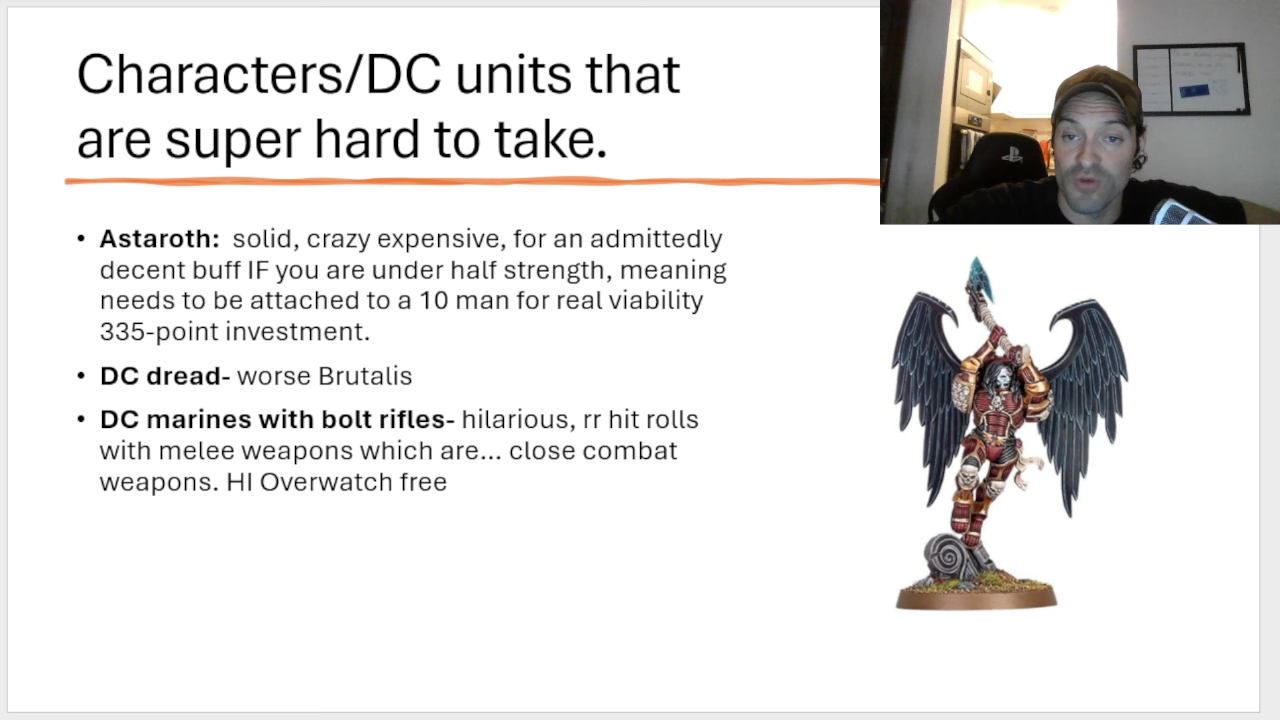 Characters/DC units that
are super hard to take.
• Astaroth:  solid, crazy expensive, for an admittedly
decent buff IF you are under half strength, meaning
needs to be attached to a 10 man for real viability
335-point investment.
• DC dread- worse Brutalis
• DC marines with bolt rifles- hilarious, rr hit rolls
with melee weapons which are... close combat
weapons. HI Overwatch free